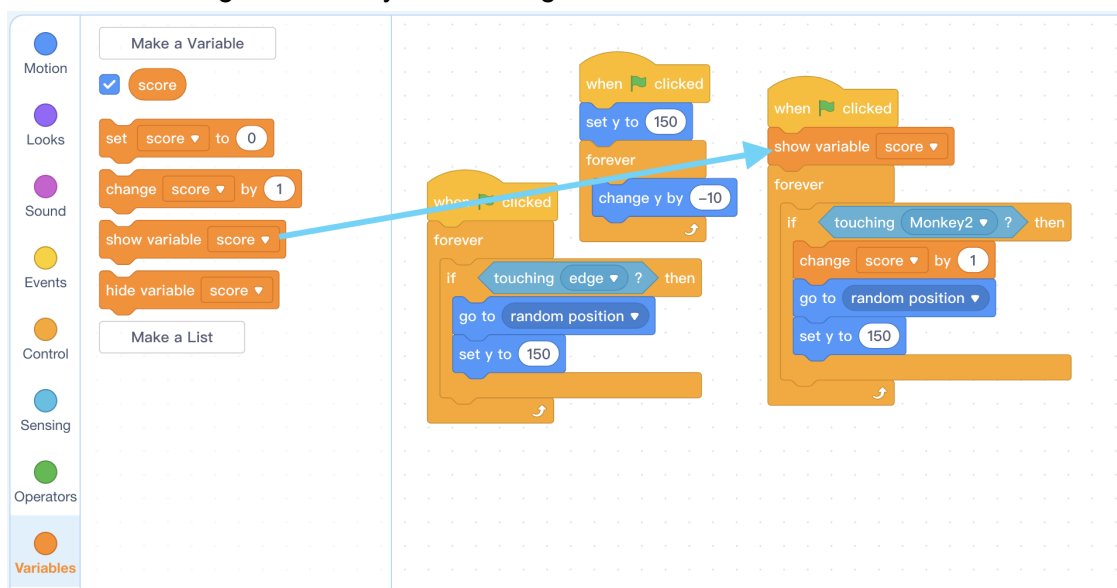 Motion
Looks
Sound
Events
Control
Sensing
Operators
Variables
Make a Variable
score
set score to 0
change score by 1
show variable score
hide variable score
Make a List
when clicked
forever
if touching edge ? then
go to random position
set y to 150
when clicked
set y to 150
forever
change y by –10
when clicked
show variable score
forever
if touching Monkey2 ? then
change score by 1
go to random position
set y to 150